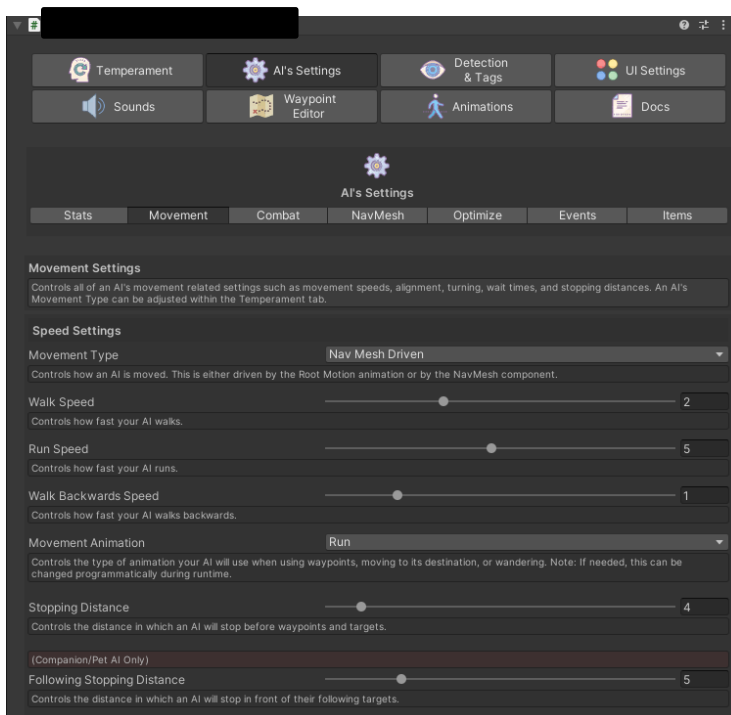 #
Temperament
AI's Settings
Detection
& Tags
UI Settings
Sounds
Waypoint
Editor
Animations
Docs
AI's Settings
Stats
Movement
Combat
NavMesh
Optimize
Events
Items
Movement Settings
Controls all of an AI's movement related settings such as movement speeds, alignment, turning, wait times, and stopping distances. An AI's
Movement Type can be adjusted within the Temperament tab.
Speed Settings
Movement Type
Nav Mesh Driven
Controls how an AI is moved. This is either driven by the Root Motion animation or by the NavMesh component.
Walk Speed
2
Controls how fast your AI walks.
Run Speed
5
Controls how fast your AI runs.
Walk Backwards Speed
1
Controls how fast your AI walks backwards.
Movement Animation
Run
Controls the type of animation your AI will use when using waypoints, moving to its destination, or wandering. Note: If needed, this can be
changed programmatically during runtime.
Stopping Distance
4
Controls the distance in which an AI will stop before waypoints and targets.
(Companion/Pet AI Only)
Following Stopping Distance
5
Controls the distance in which an AI will stop in front of their following targets.